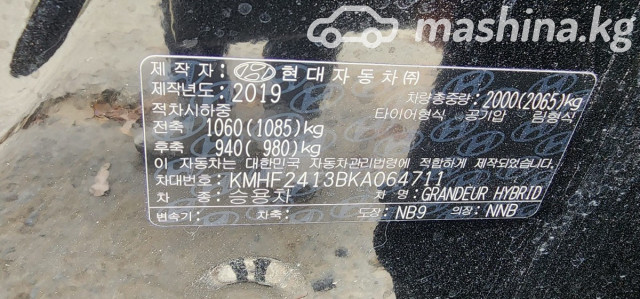 mashina.kg
제 작 자 : 현대자동차㈜
제작년도: 2019
적차시하중 차량총중량: 2000(2065)kg
타이어형식 공기압 림형식
전축 1060(1085)kg
후축 940( 980)kg
이 자동차는 대한민국 자동차관리법령에 적합하게 제작되었습니다.
차대번호: KMHF2413BKA064711
차 종: 승용차 차 명: GRANDEUR HYBRID
변속기: 차축: 도장: NB9 의장: NNB